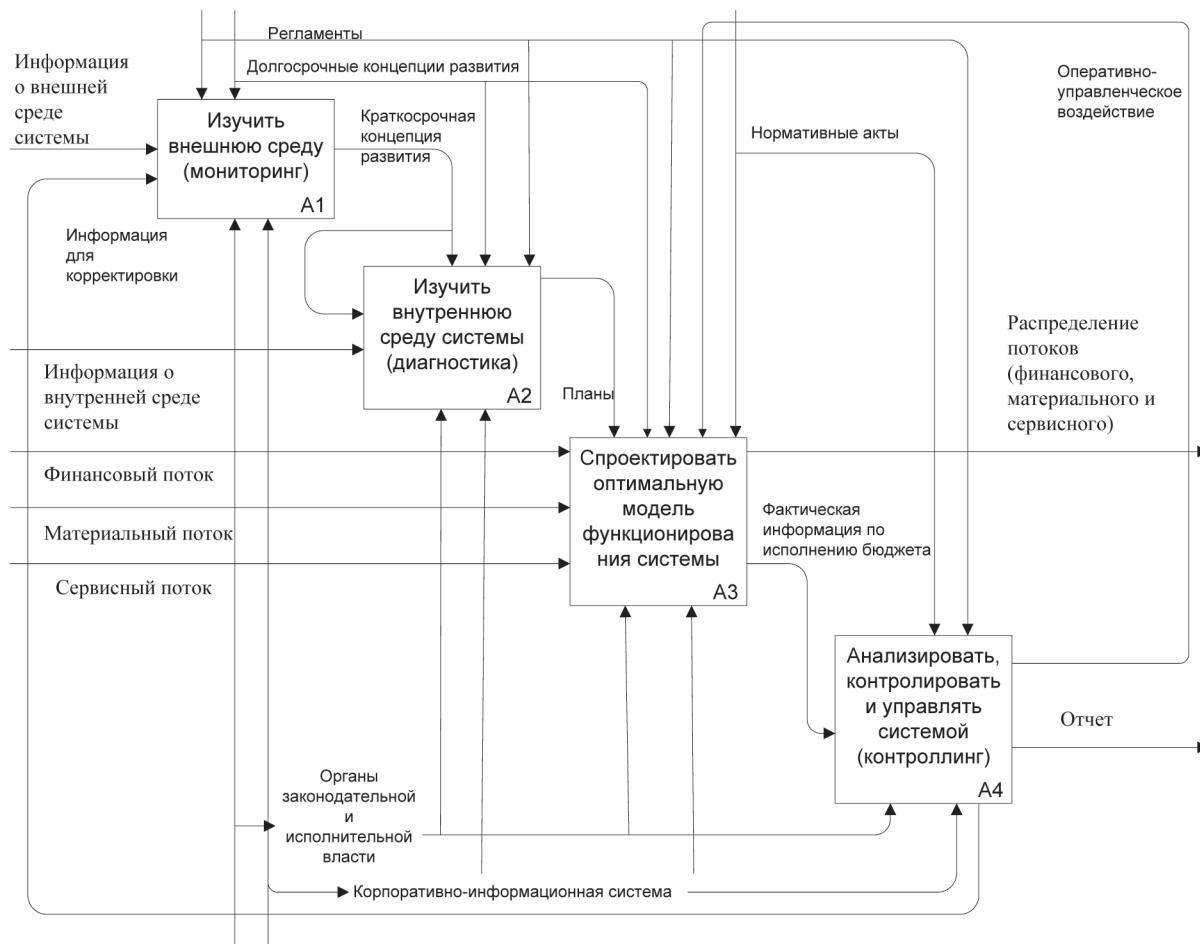 Регламенты
Долгосрочные концепции развития
Информация
о внешней
среде
системы
Изучить
внешнюю среду
(мониторинг)
A1
Краткосрочная
концепция
развития
Нормативные акты
Оперативно-
управленческое
воздействие
Информация
для
корректировки
Изучить
внутреннюю
среду системы
(диагностика)
A2
Информация о
внутренней среде
системы
Планы
Распределение
потоков
(финансового,
материального и
сервисного)
Финансовый поток
Материальный поток
Сервисный поток
Спроектировать
оптимальную
модель
функционирова
ния системы
A3
Фактическая
информация по
исполнению бюджета
Анализировать,
контролировать
и управлять
системой
(контроллинг)
A4
Отчет
Органы
законодательной
и
исполнительной
власти
Корпоративно-информационная система